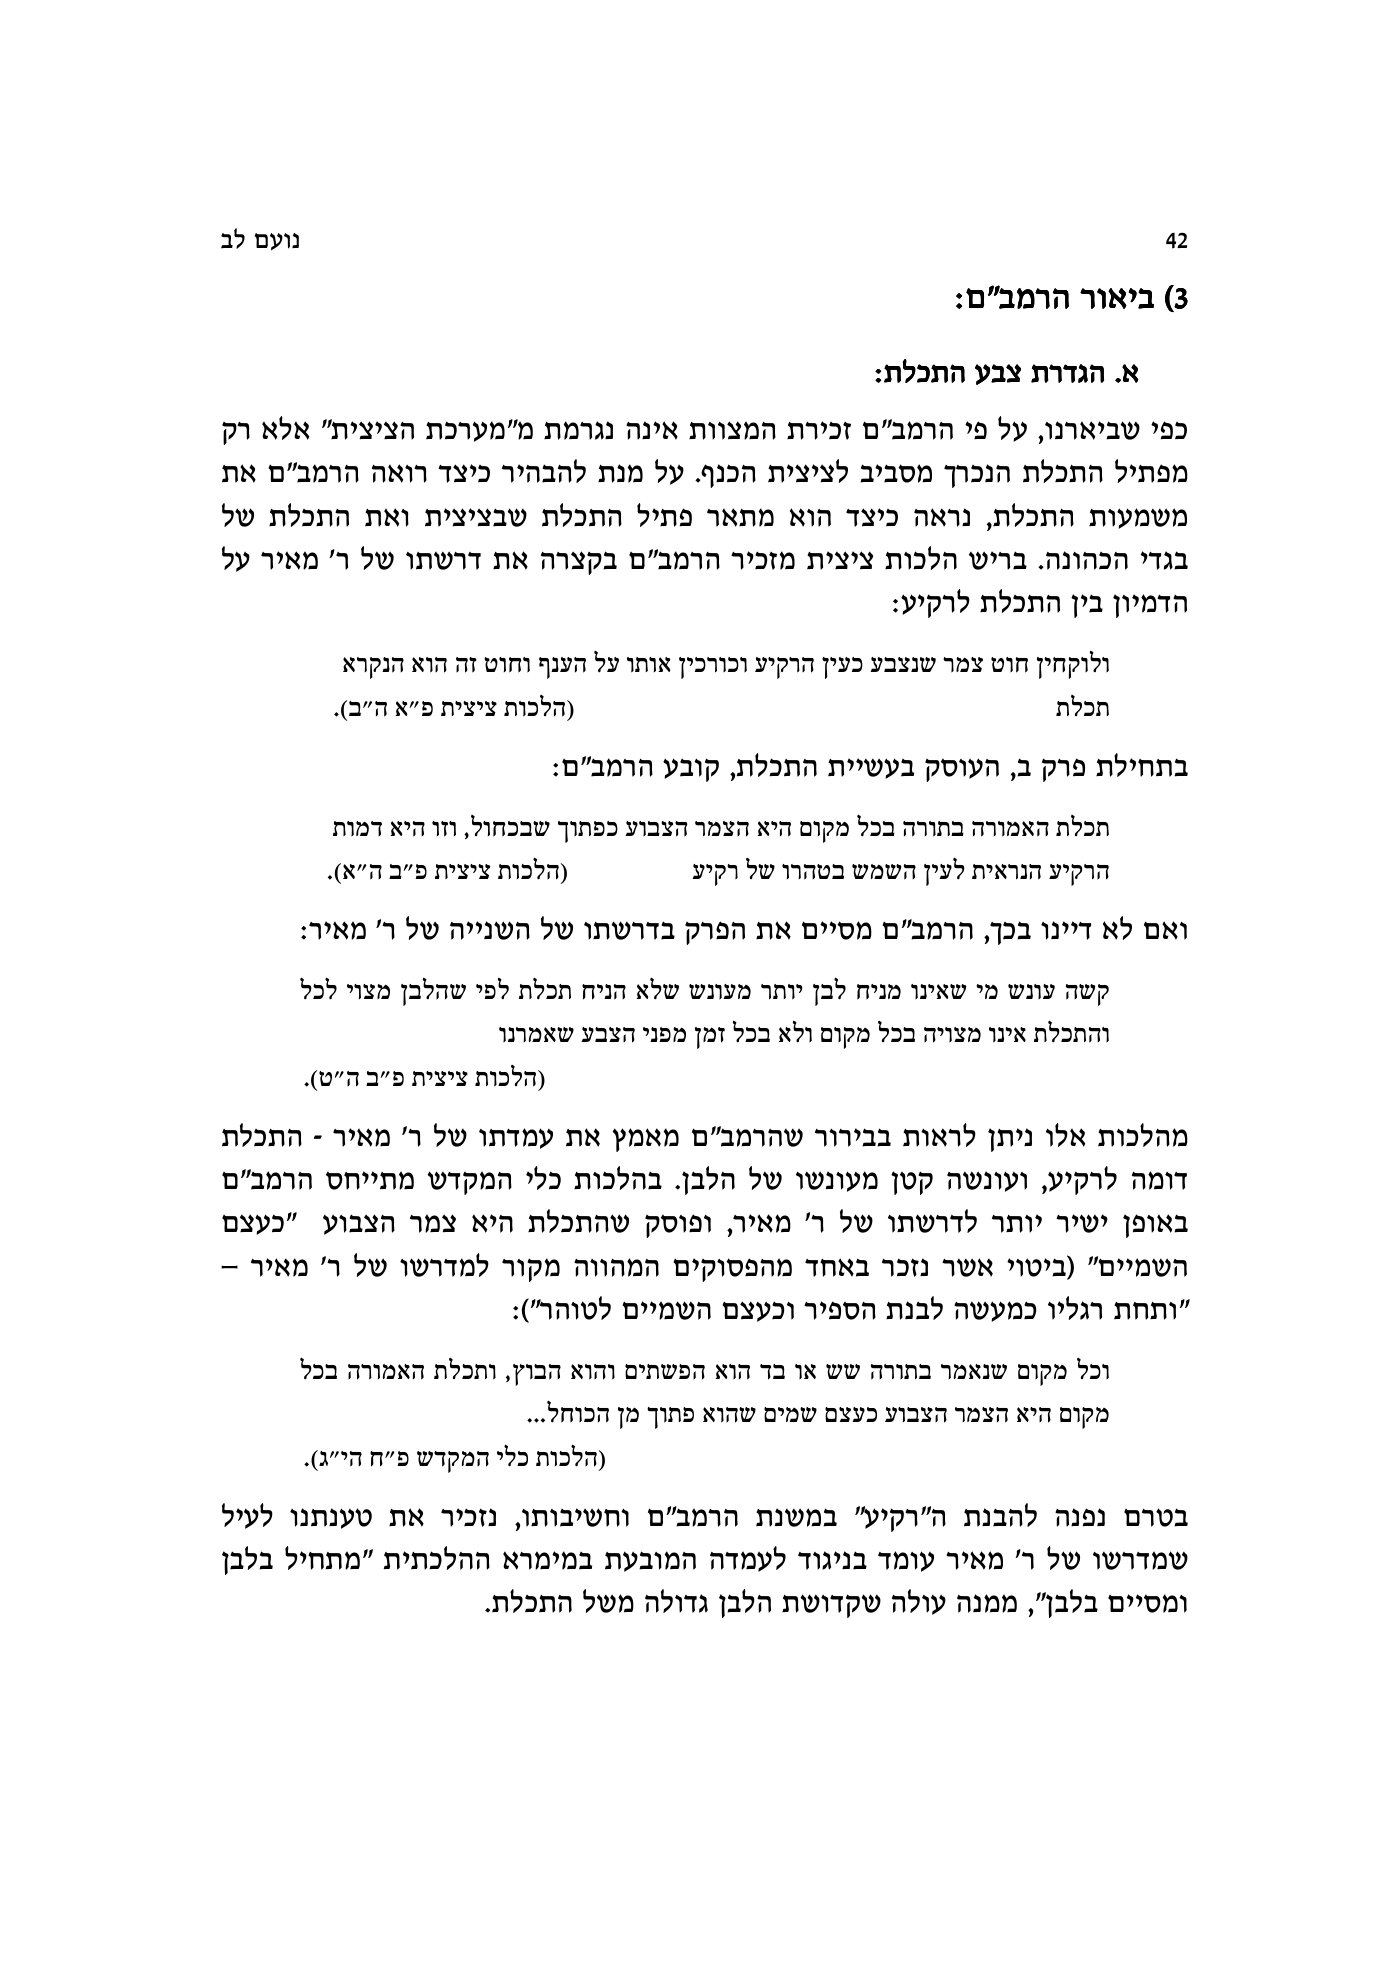 42 נועם לב
3) ביאור הרמב"ם:
א. הגדרת צבע התכלת:
כפי שביארנו, על פי הרמב"ם זכירת המצוות אינה נגרמת מ"מערכת הציצית" אלא רק
מפתיל התכלת הנכרך מסביב לציצית הכנף. על מנת להבהיר כיצד רואה הרמב"ם את
משמעות התכלת, נראה כיצד הוא מתאר פתיל התכלת שבציצית ואת התכלת של
בגדי הכהונה. בריש הלכות ציצית מזכיר הרמב"ם בקצרה את דרשתו של ר' מאיר על
הדמיון בין התכלת לרקיע:
ולוקחין חוט צמר שנצבע כעין הרקיע וכורכין אותו על הענף וחוט זה הוא הנקרא
תכלת (הלכות ציצית פ"א ה"ב).
בתחילת פרק ב, העוסק בעשיית התכלת, קובע הרמב"ם:
תכלת האמורה בתורה בכל מקום היא הצמר הצבוע כפתוך שבכחול, וזו היא דמות
הרקיע הנראית לעין השמש בטהרו של רקיע (הלכות ציצית פ"ב ה"א).
ואם לא דיינו בכך, הרמב"ם מסיים את הפרק בדרשתו של השנייה של ר' מאיר:
קשה עונש מי שאינו מניח לבן יותר מעונש שלא הניח תכלת לפי שהלבן מצוי לכל
והתכלת אינו מצויה בכל מקום ולא בכל זמן מפני הצבע שאמרנו
(הלכות ציצית פ"ב ה"ט).
מהלכות אלו ניתן לראות בבירור שהרמב"ם מאמץ את עמדתו של ר' מאיר - התכלת
דומה לרקיע, ועונשה קטן מעונשו של הלבן. בהלכות כלי המקדש מתייחס הרמב"ם
באופן ישיר יותר לדרשתו של ר' מאיר, ופוסק שהתכלת היא צמר הצבוע "כעצם
השמיים" (ביטוי אשר נזכר באחד מהפסוקים המהווה מקור למדרשו של ר' מאיר –
"ותחת רגליו כמעשה לבנת הספיר וכעצם השמיים לטוהר"):
וכל מקום שנאמר בתורה שש או בד הוא הפשתים והוא הבוץ, ותכלת האמורה בכל
מקום היא הצמר הצבוע כעצם שמים שהוא פתוך מן הכוחל...
(הלכות כלי המקדש פ"ח הי"ג).
בטרם נפנה להבנת ה"רקיע" במשנת הרמב"ם וחשיבותו, נזכיר את טענתנו לעיל
שמדרשו של ר' מאיר עומד בניגוד לעמדה המובעת במימרא ההלכתית "מתחיל בלבן
ומסיים בלבן", ממנה עולה שקדושת הלבן גדולה משל התכלת.